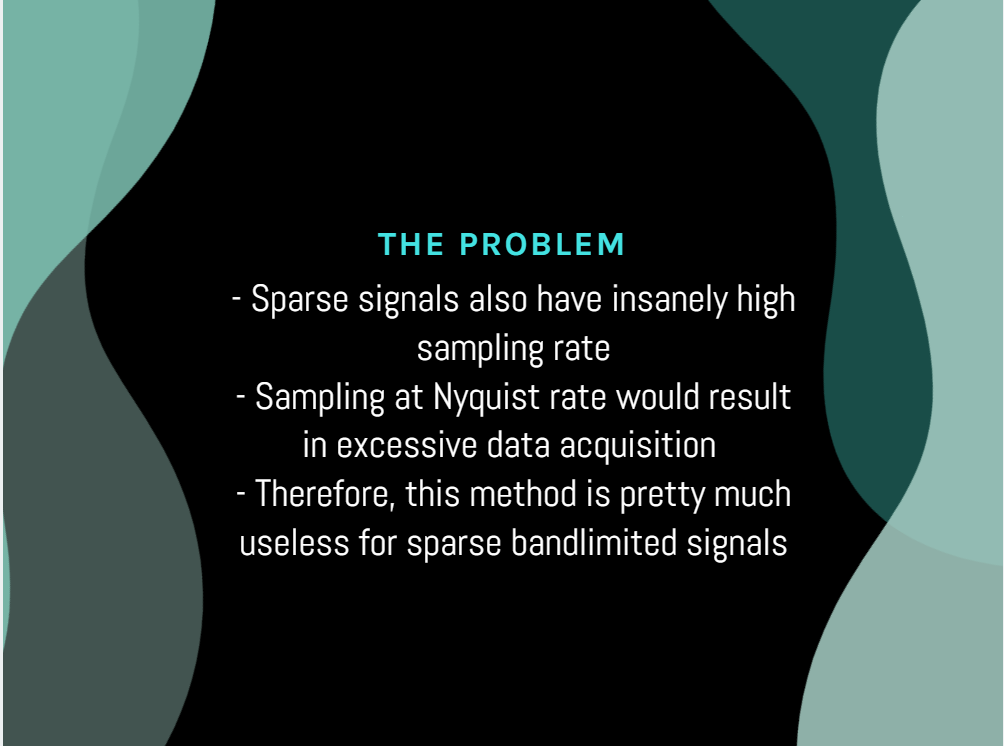 THE PROBLEM
- Sparse signals also have insanely high
sampling rate
- Sampling at Nyquist rate would result
in excessive data acquisition
- Therefore, this method is pretty much
useless for sparse bandlimited signals